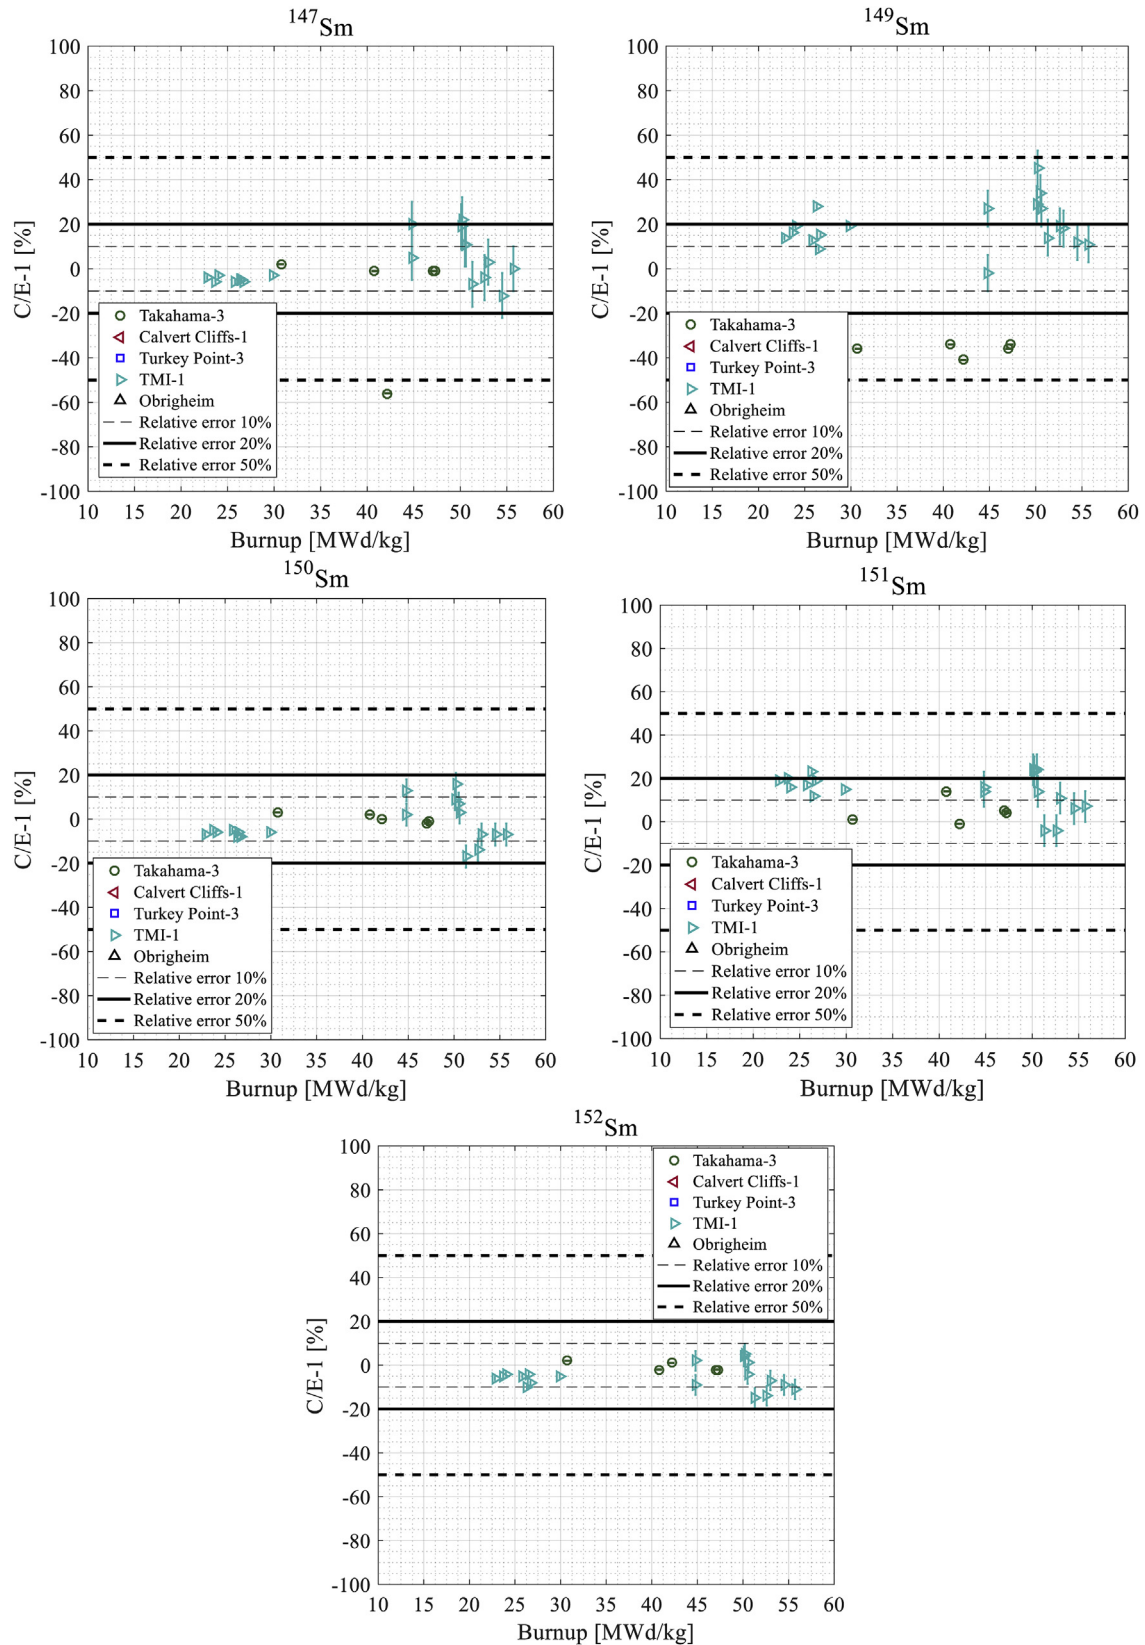 147Sm
100
80
60
40
20
0
-20
-40
-60
-80
-100
C/E-1 [%]
Takahama-3
Calvert Cliffs-1
Turkey Point-3
TMI-1
Obrigheim
Relative error 10%
Relative error 20%
Relative error 50%
10 15 20 25 30 35 40 45 50 55 60
Burnup [MWd/kg]
149Sm
100
80
60
40
20
0
-20
-40
-60
-80
-100
C/E-1 [%]
Takahama-3
Calvert Cliffs-1
Turkey Point-3
TMI-1
Obrigheim
Relative error 10%
Relative error 20%
Relative error 50%
10 15 20 25 30 35 40 45 50 55 60
Burnup [MWd/kg]
150Sm
100
80
60
40
20
0
-20
-40
-60
-80
-100
C/E-1 [%]
Takahama-3
Calvert Cliffs-1
Turkey Point-3
TMI-1
Obrigheim
Relative error 10%
Relative error 20%
Relative error 50%
10 15 20 25 30 35 40 45 50 55 60
Burnup [MWd/kg]
151Sm
100
80
60
40
20
0
-20
-40
-60
-80
-100
C/E-1 [%]
Takahama-3
Calvert Cliffs-1
Turkey Point-3
TMI-1
Obrigheim
Relative error 10%
Relative error 20%
Relative error 50%
10 15 20 25 30 35 40 45 50 55 60
Burnup [MWd/kg]
152Sm
100
80
60
40
20
0
-20
-40
-60
-80
-100
C/E-1 [%]
Takahama-3
Calvert Cliffs-1
Turkey Point-3
TMI-1
Obrigheim
Relative error 10%
Relative error 20%
Relative error 50%
10 15 20 25 30 35 40 45 50 55 60
Burnup [MWd/kg]